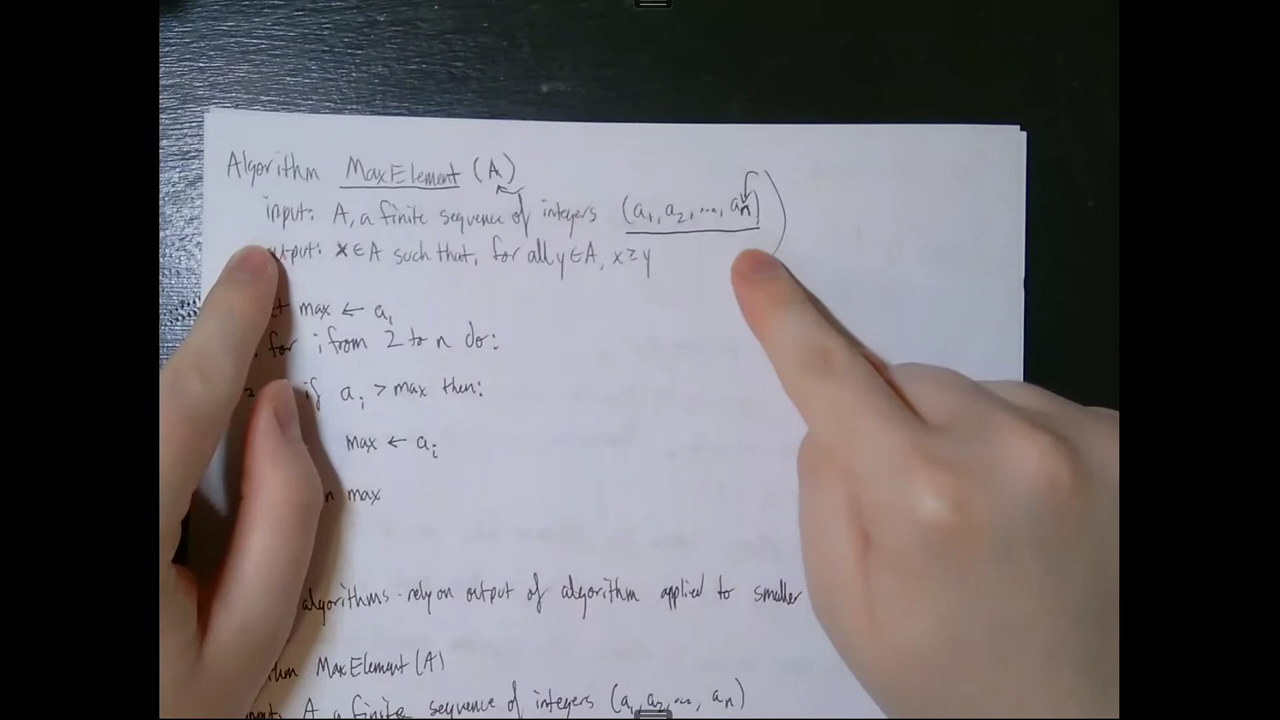 Algorithm MaxElement (A)
input: A, a finite sequence of integers (a₁, a₂, ..., aₙ)
output: x ∈ A such that, for all y ∈ A, x ≥ y
max ← a₁
for i from 2 to n do:
2 if aᵢ > max then:
max ← aᵢ
max
algorithms - rely on output of algorithm applied to smaller
MaxElement (A)
A a finite sequence of integers (a₁, a₂, ..., aₙ)